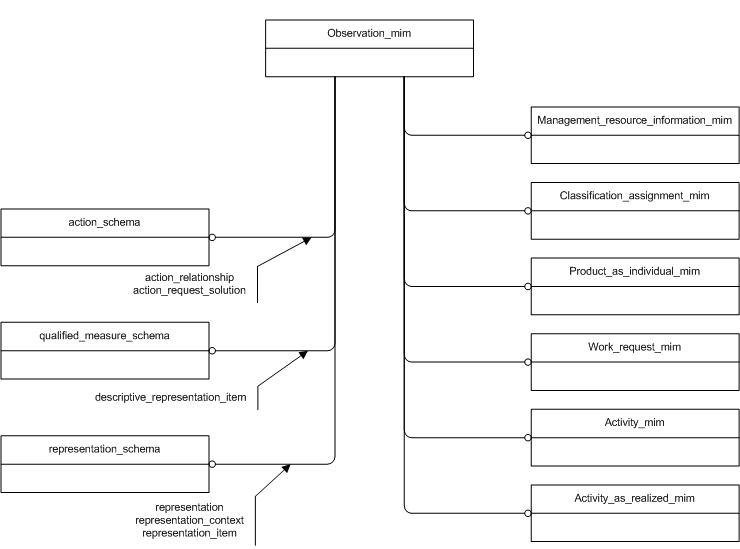 Observation_mim
Management_resource_information_mim
Classification_assignment_mim
action_schema
Product_as_individual_mim
action_relationship
action_request_solution
qualified_measure_schema
Work_request_mim
descriptive_representation_item
Activity_mim
representation_schema
Activity_as_realized_mim
representation
representation_context
representation_item